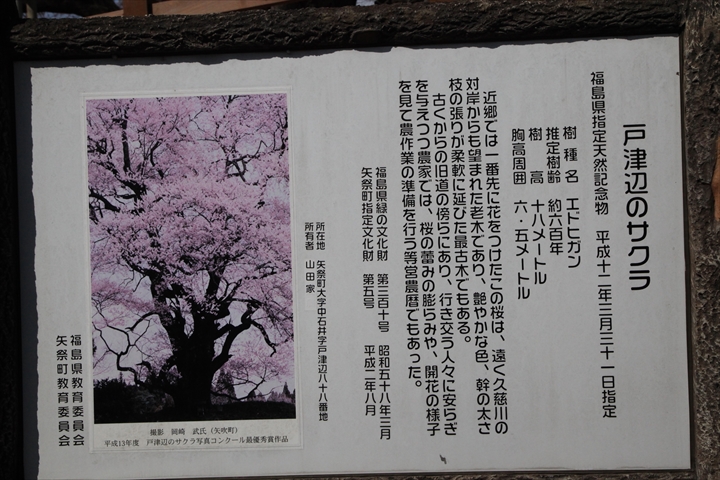 戸津辺のサクラ
福島県指定天然記念物　平成十二年三月三十一日指定
樹種名　エドヒガン
推定樹齢　約六百年
樹高　十八メートル
胸高周囲　六・五メートル
近郷では一番先に花をつけたこの桜は、遠く久慈川の
対岸からも望まれた老木であり、艶やかな色、幹の太さ
枝の張りが柔軟に延びた最古木でもある。
古くからの旧道の傍らにあり、行き交う人々に安らぎ
を与えつつ農家では、桜の蕾みの膨らみや、開花の様子
を見て農作業の準備を行う等営農暦でもあった。
福島県緑の文化財　第三百十号　昭和五十八年三月
矢祭町指定文化財　第五号　平成二年八月
所在地　矢祭町大字中石井字戸津辺八十八番地
所有者　山田家
撮影　岡崎　武氏（矢吹町）
平成13年度　戸津辺のサクラ写真コンクール最優秀賞作品
福島県教育委員会
矢祭町教育委員会